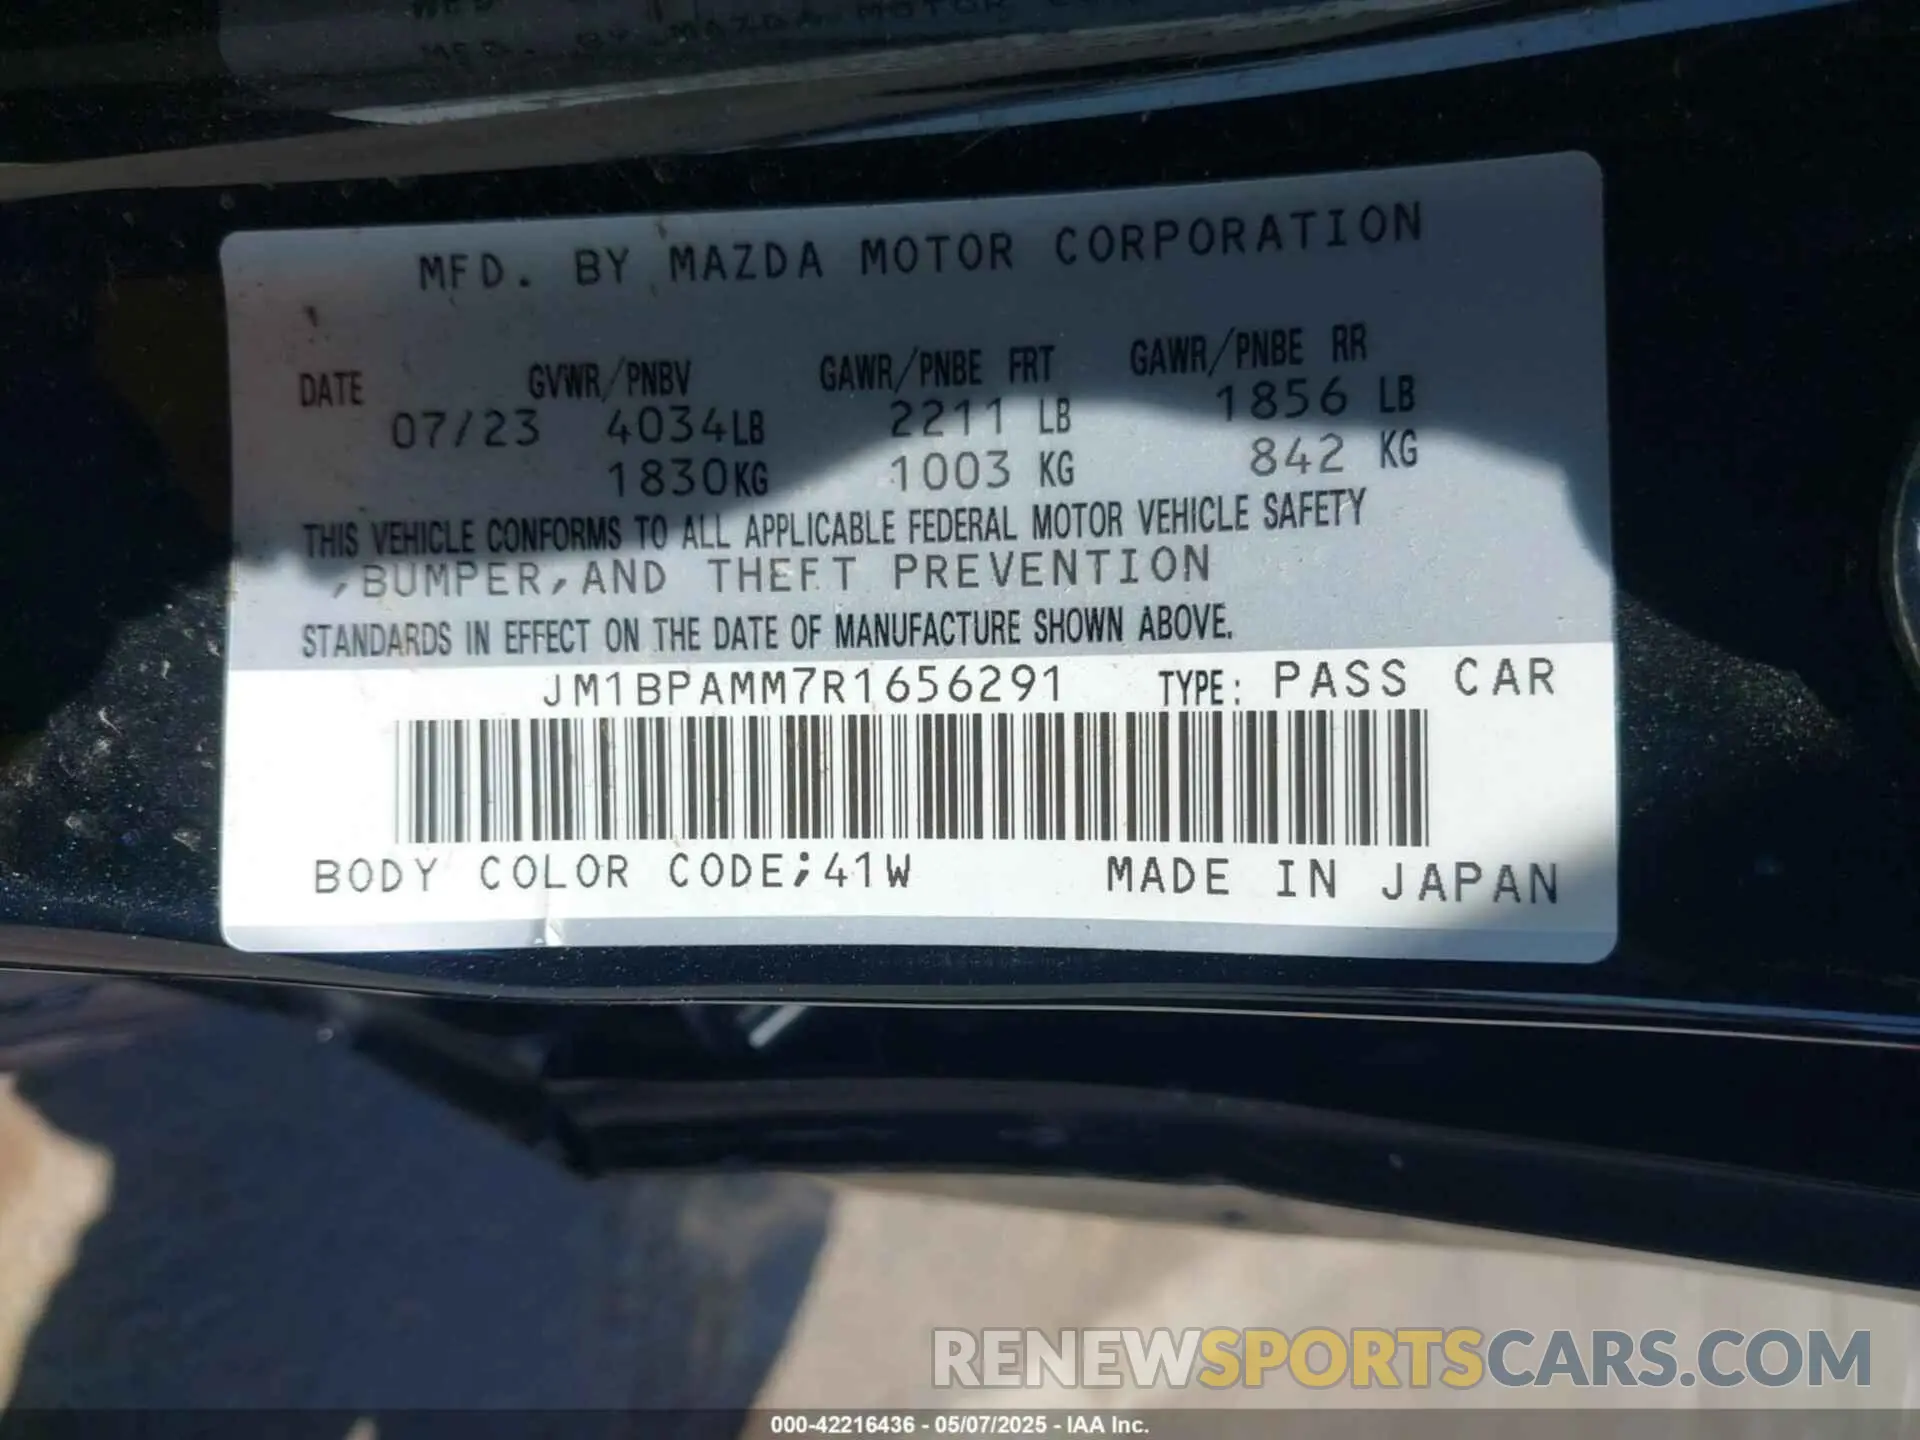 MFD. BY MAZDA MOTOR CORPORATION
DATE GVWR/PNBV GAWR/PNBE FRT GAWR/PNBE RR
07/23 4034LB 2211 LB 1856 LB
1830KG 1003 KG 842 KG
THIS VEHICLE CONFORMS TO ALL APPLICABLE FEDERAL MOTOR VEHICLE SAFETY
,BUMPER,AND THEFT PREVENTION
STANDARDS IN EFFECT ON THE DATE OF MANUFACTURE SHOWN ABOVE.
JM1BPAMM7R1656291 TYPE: PASS CAR
BODY COLOR CODE;41W MADE IN JAPAN
RENEWSPORTSCARS.COM
000-42216436 - 05/07/2025 - IAA Inc.